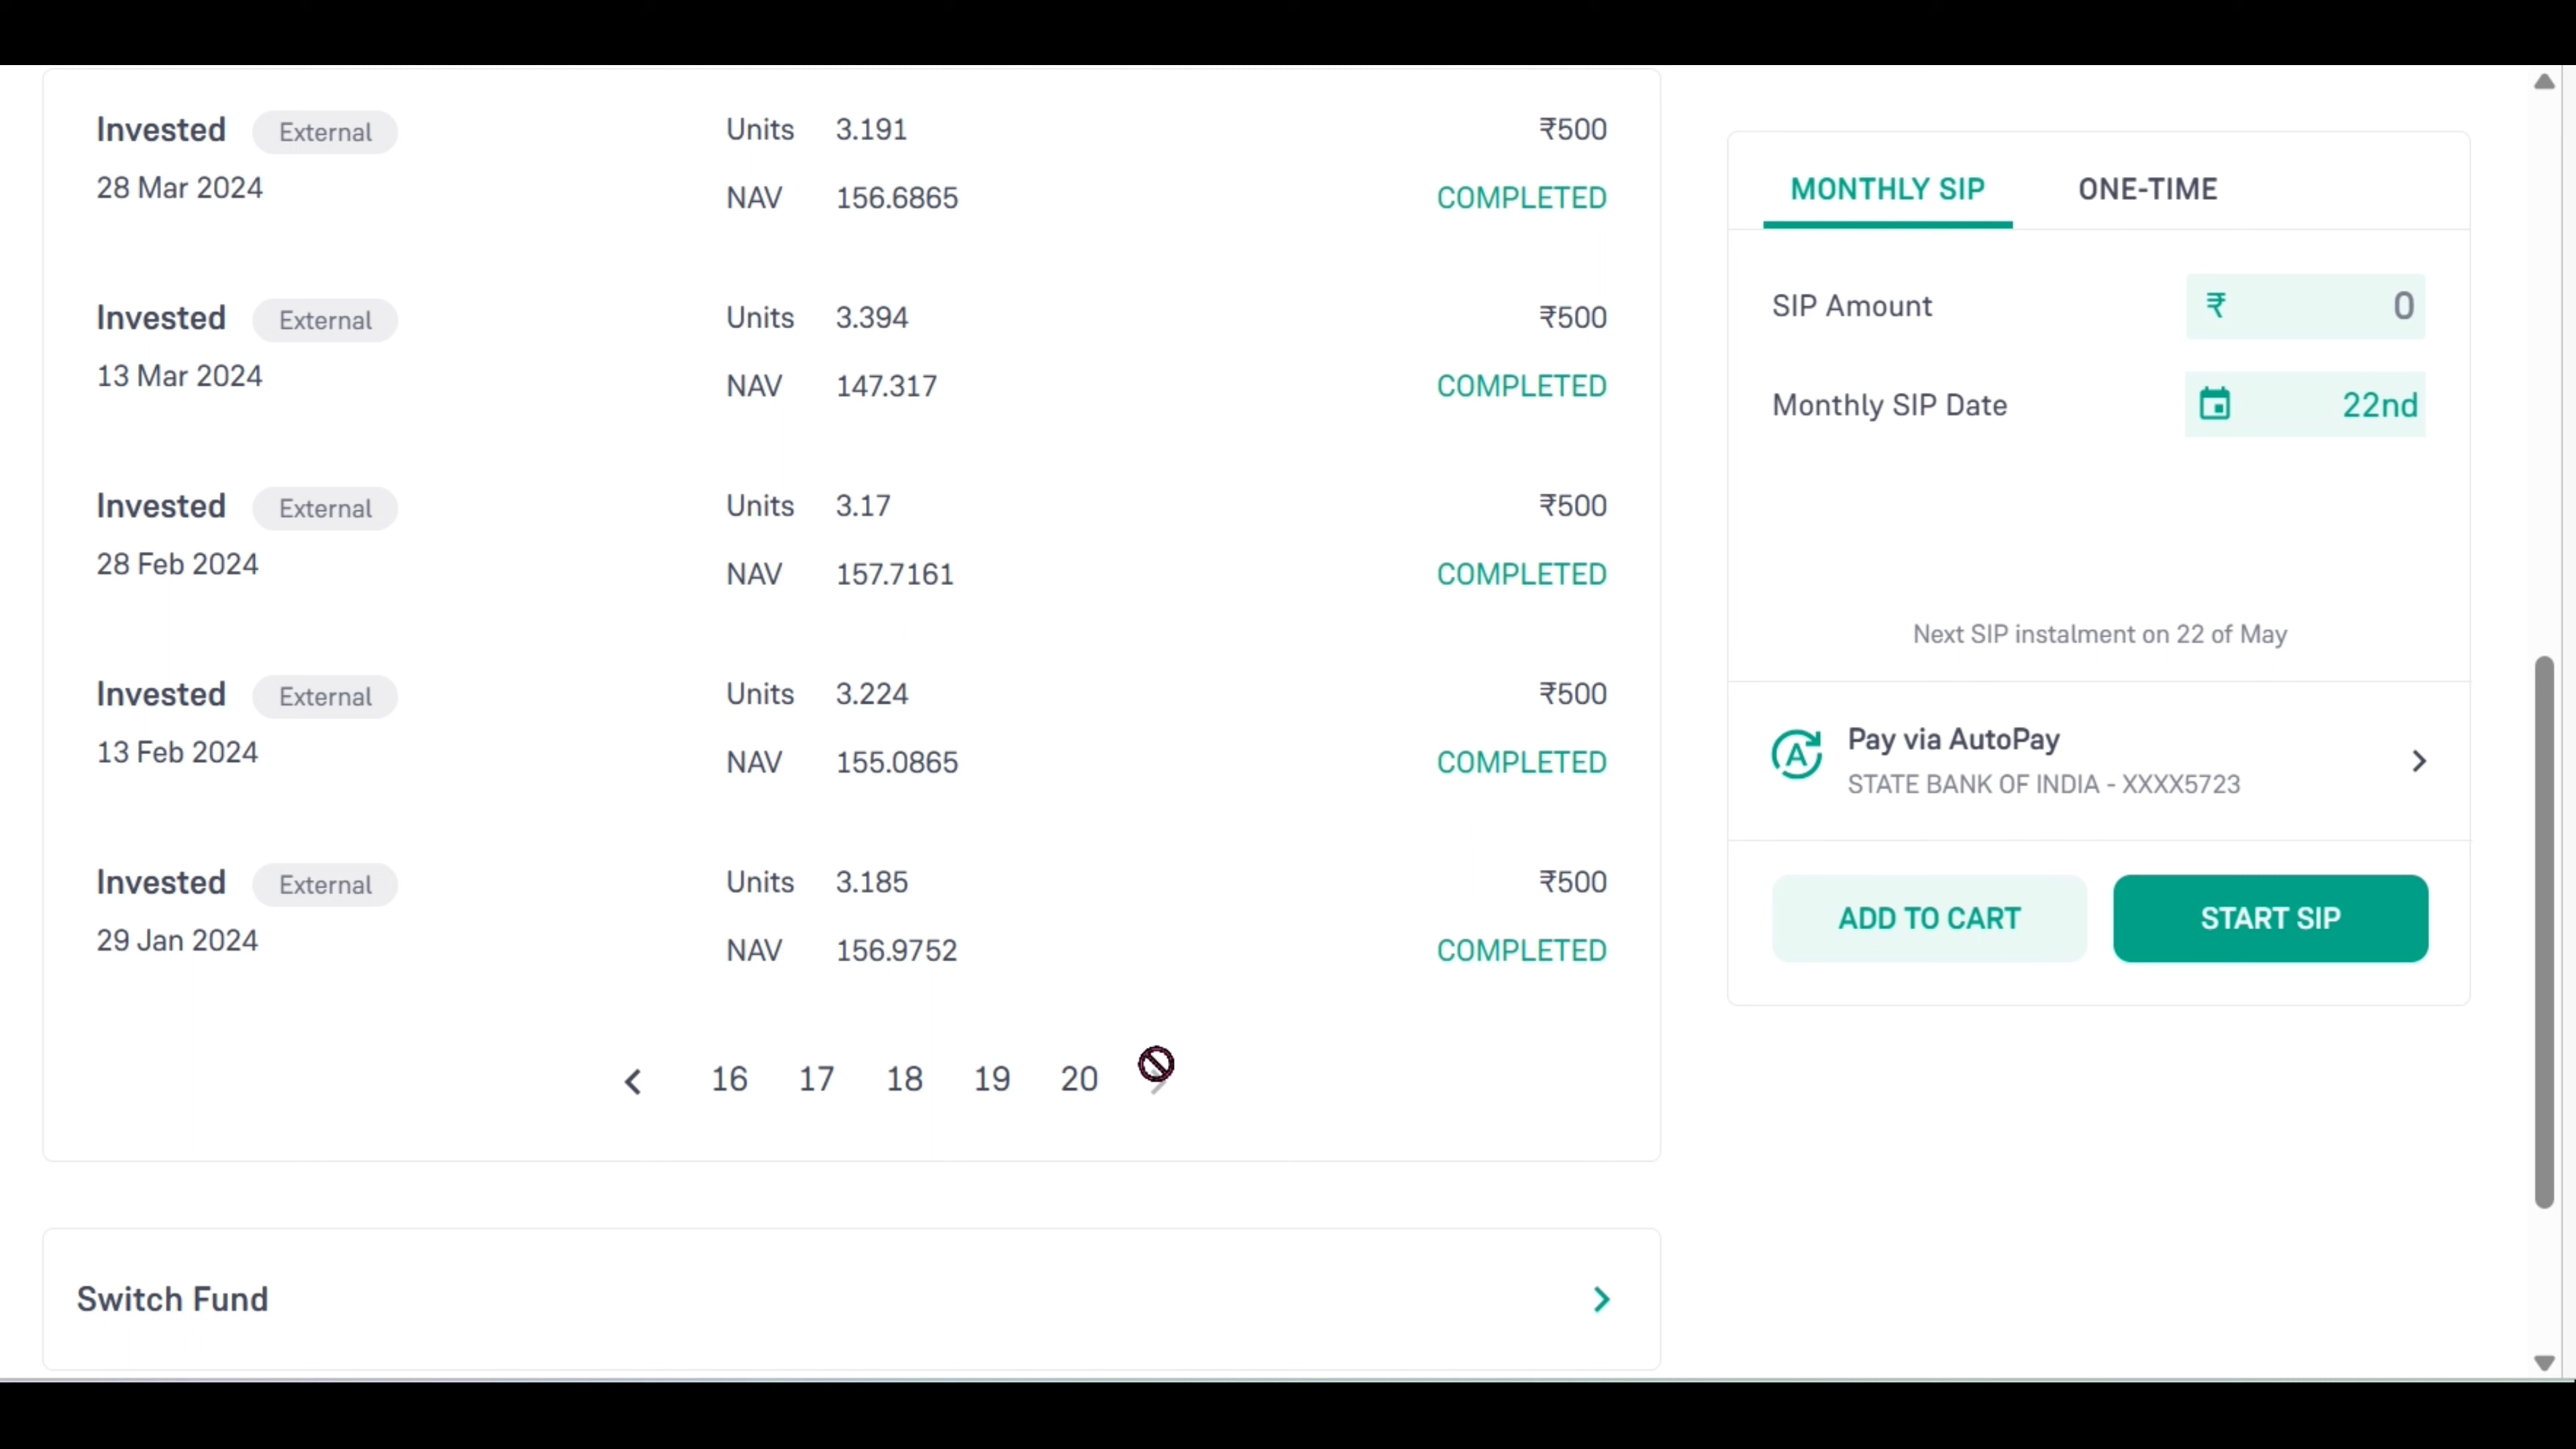 Invested External Units 3.191 ₹500
28 Mar 2024 NAV 156.6865 COMPLETED
Invested External Units 3.394 ₹500
13 Mar 2024 NAV 147.317 COMPLETED
Invested External Units 3.17 ₹500
28 Feb 2024 NAV 157.7161 COMPLETED
Invested External Units 3.224 ₹500
13 Feb 2024 NAV 155.0865 COMPLETED
Invested External Units 3.185 ₹500
29 Jan 2024 NAV 156.9752 COMPLETED
16 17 18 19 20
Switch Fund
MONTHLY SIP ONE-TIME
SIP Amount ₹ 0
Monthly SIP Date 22nd
Next SIP instalment on 22 of May
Pay via AutoPay
STATE BANK OF INDIA - XXXX5723
ADD TO CART START SIP